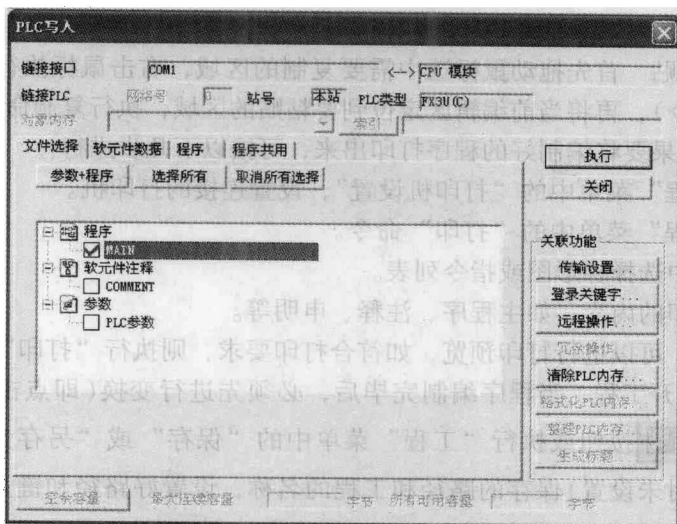 PLC写入
链接接口 COM1 <--> CPU 模块
链接PLC 网络号 0 站号 本站 PLC类型 FX3U(C)
对象内存 索引
文件选择 软元件数据 程序 程序共用
参数+程序 选择所有 取消所有选择
执行
关闭
程序
MAIN
软元件注释
COMMENT
参数
PLC参数
关联功能
传输设置...
登录关键字...
远程操作...
冗余操作...
清除PLC内存...
格式化PLC内存...
整理PLC内存...
生成标题...
空余容量 最大连续容量 字节 所有可用容量 字节